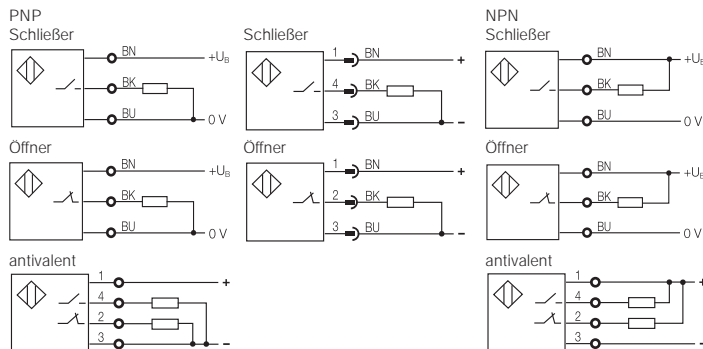 PNP
Schließer
BN
+U_B
BK
BU
0 V
Schließer
1 BN
+
4 BK
3 BU
–
NPN
Schließer
BN
+U_B
BK
BU
0 V
Öffner
BN
+U_B
BK
BU
0 V
Öffner
1 BN
+
2 BK
3 BU
–
Öffner
BN
+U_B
BK
BU
0 V
antivalent
1
+
4
2
3
–
antivalent
1
+
4
2
3
–